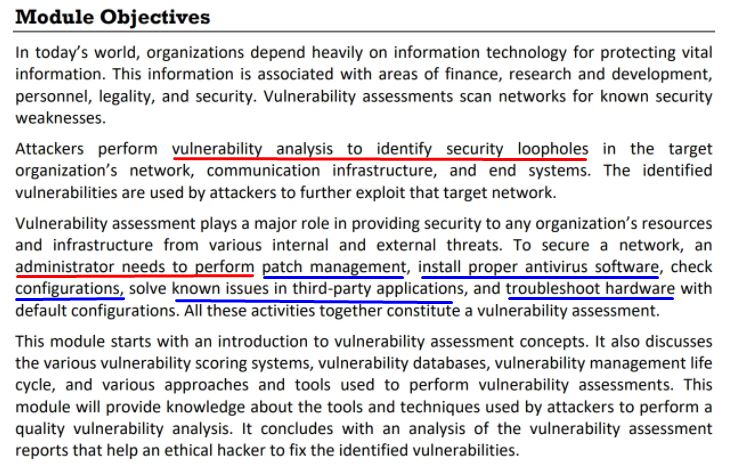 Module Objectives
In today’s world, organizations depend heavily on information technology for protecting vital
information. This information is associated with areas of finance, research and development,
personnel, legality, and security. Vulnerability assessments scan networks for known security
weaknesses.
Attackers perform vulnerability analysis to identify security loopholes in the target
organization’s network, communication infrastructure, and end systems. The identified
vulnerabilities are used by attackers to further exploit that target network.
Vulnerability assessment plays a major role in providing security to any organization’s resources
and infrastructure from various internal and external threats. To secure a network, an
administrator needs to perform patch management, install proper antivirus software, check
configurations, solve known issues in third-party applications, and troubleshoot hardware with
default configurations. All these activities together constitute a vulnerability assessment.
This module starts with an introduction to vulnerability assessment concepts. It also discusses
the various vulnerability scoring systems, vulnerability databases, vulnerability management life
cycle, and various approaches and tools used to perform vulnerability assessments. This
module will provide knowledge about the tools and techniques used by attackers to perform a
quality vulnerability analysis. It concludes with an analysis of the vulnerability assessment
reports that help an ethical hacker to fix the identified vulnerabilities.